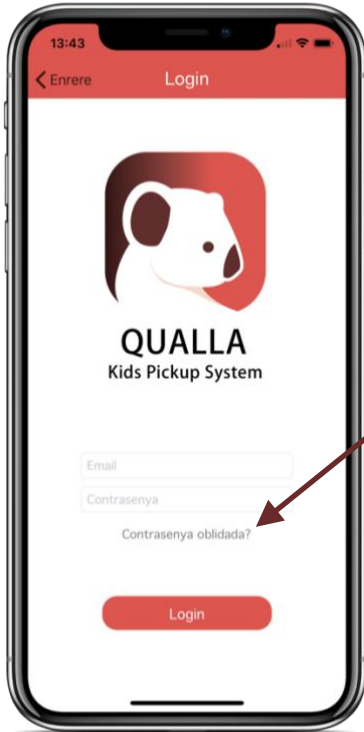 13:43
Enrere Login
QUALLA
Kids Pickup System
Email
Contrasenya
Contrasenya oblidada?
Login